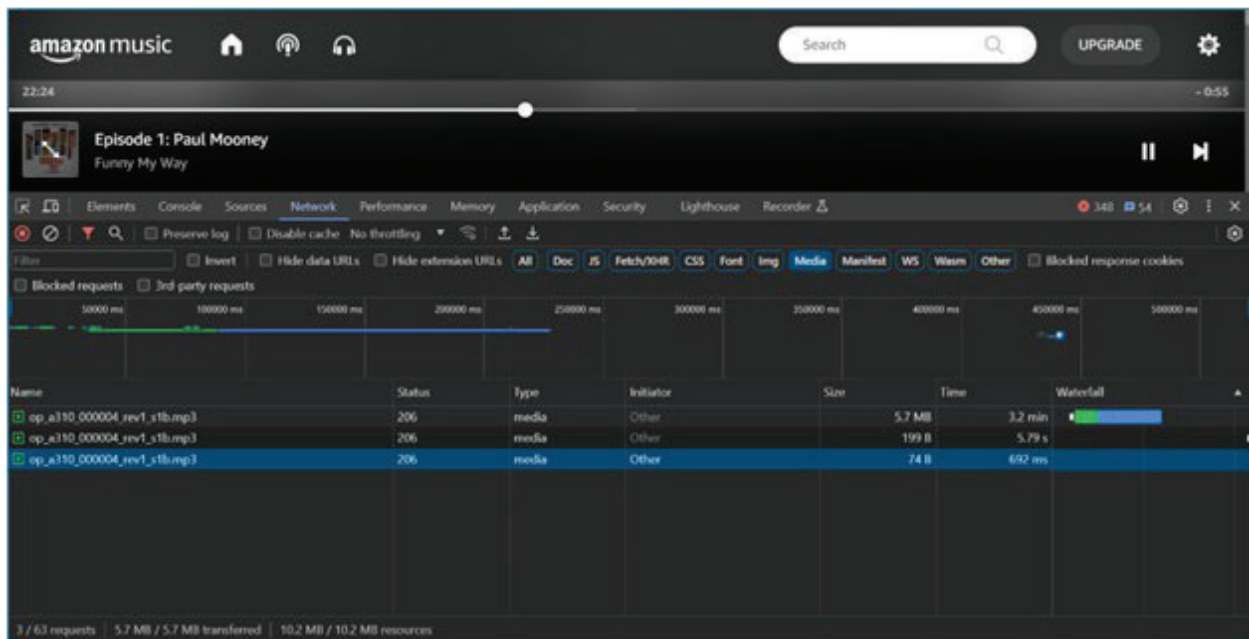 amazon music Search UPGRADE
22:24 - 0:55
Episode 1: Paul Mooney
Funny My Way
Elements Console Sources Network Performance Memory Application Security Lighthouse Recorder 348 54
Preserve log Disable cache No throttling
Filter Invert Hide data URLs Hide extension URLs All Doc JS Fetch/XHR CSS Font Img Media Manifest WS Wasm Other Blocked response cookies
Blocked requests 3rd-party requests
50000 ms 100000 ms 150000 ms 200000 ms 250000 ms 300000 ms 350000 ms 400000 ms 450000 ms 500000 ms
Name Status Type Initiator Size Time Waterfall
op_a310_000004_rev1_s1b.mp3 206 media Other 5.7 MB 3.2 min
op_a310_000004_rev1_s1b.mp3 206 media Other 199 B 5.79 s
op_a310_000004_rev1_s1b.mp3 206 media Other 74 B 692 ms
3 / 63 requests 5.7 MB / 5.7 MB transferred 10.2 MB / 10.2 MB resources